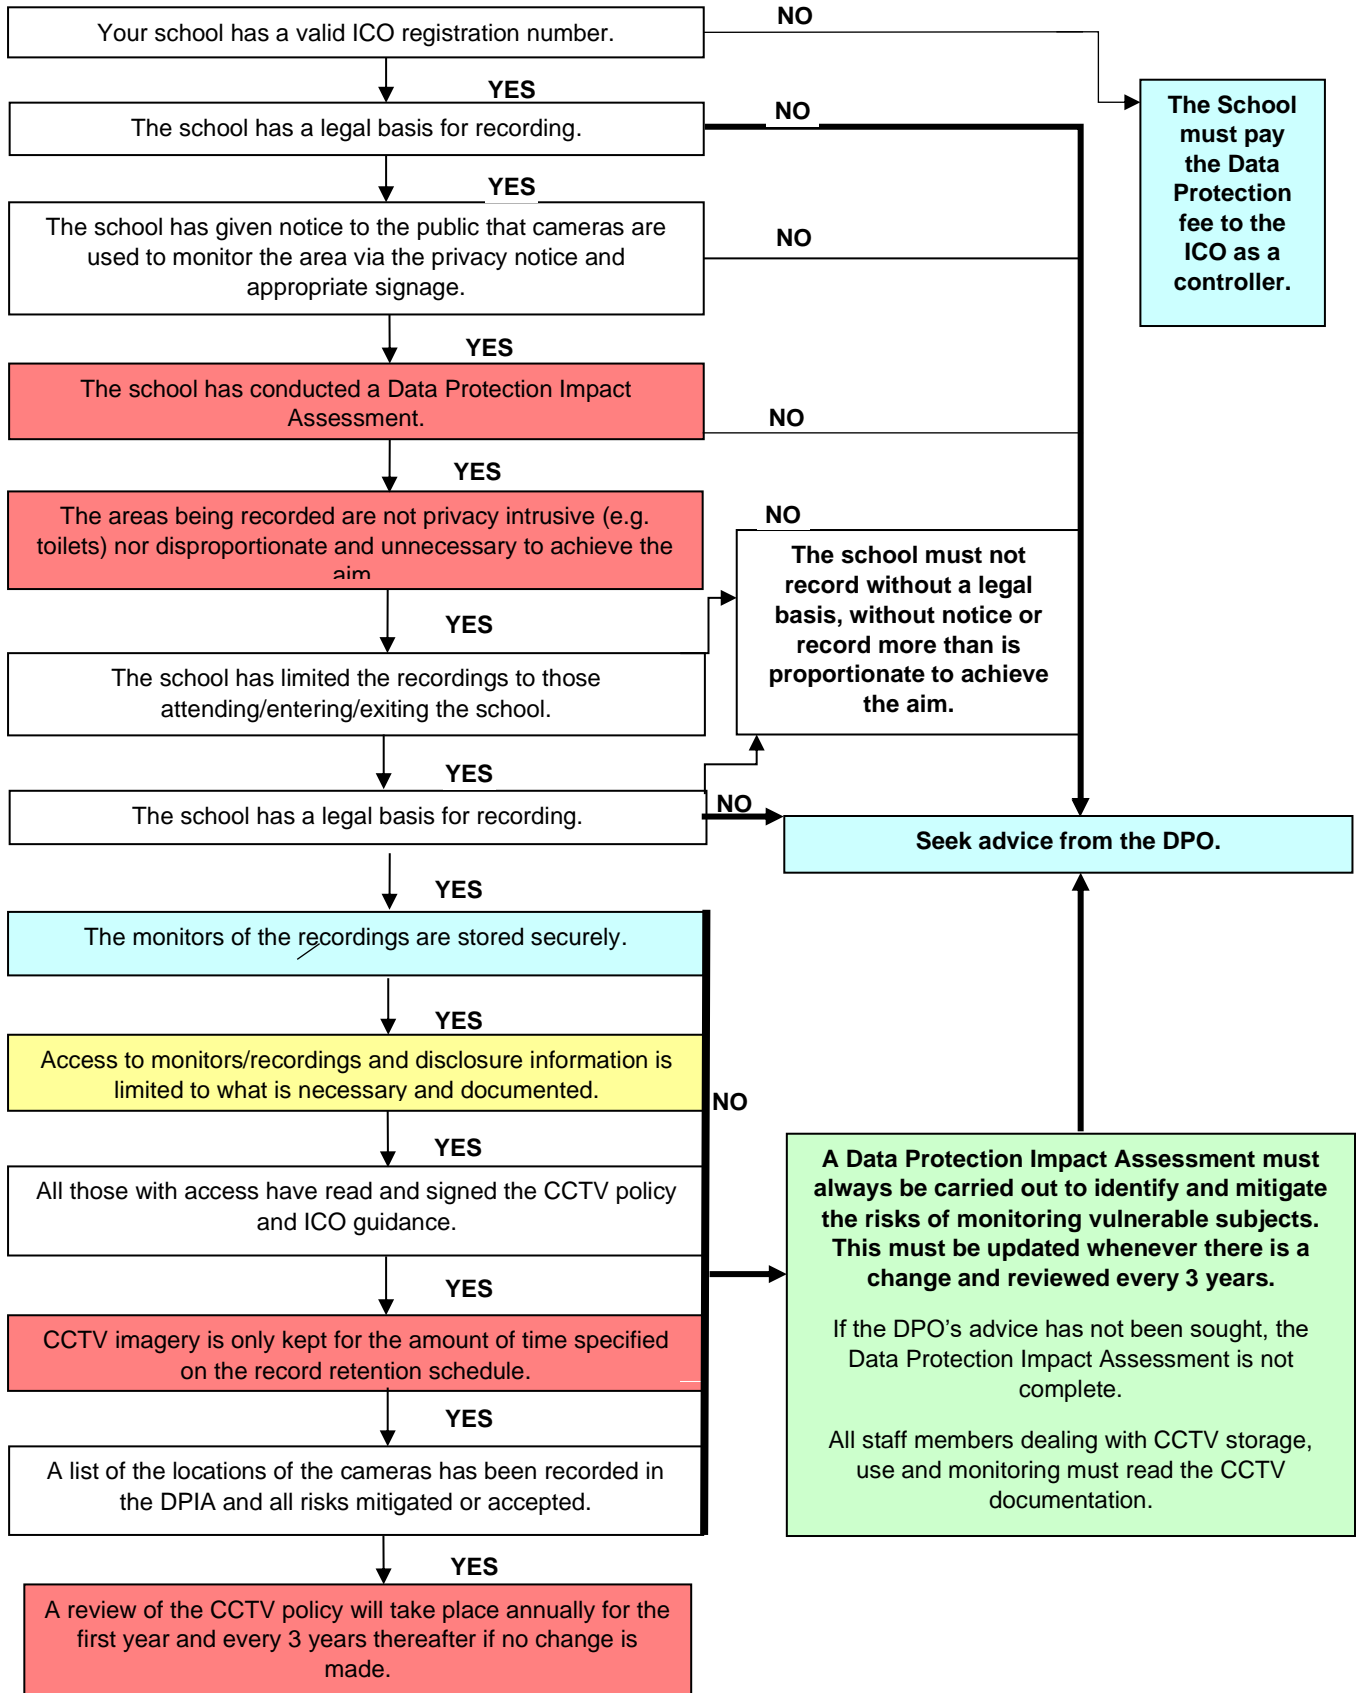 Your school has a valid ICO registration number.
NO
YES
The School
must pay
the Data
Protection
fee to the
ICO as a
controller.
The school has a legal basis for recording.
NO
YES
The school has given notice to the public that cameras are
used to monitor the area via the privacy notice and
appropriate signage.
NO
YES
The school has conducted a Data Protection Impact
Assessment.
NO
YES
The areas being recorded are not privacy intrusive (e.g.
toilets) nor disproportionate and unnecessary to achieve the
aim
NO
The school must not
record without a legal
basis, without notice or
record more than is
proportionate to achieve
the aim.
YES
The school has limited the recordings to those
attending/entering/exiting the school.
YES
The school has a legal basis for recording.
NO
Seek advice from the DPO.
YES
The monitors of the recordings are stored securely.
YES
Access to monitors/recordings and disclosure information is
limited to what is necessary and documented.
NO
YES
All those with access have read and signed the CCTV policy
and ICO guidance.
YES
A Data Protection Impact Assessment must
always be carried out to identify and mitigate
the risks of monitoring vulnerable subjects.
This must be updated whenever there is a
change and reviewed every 3 years.
If the DPO’s advice has not been sought, the
Data Protection Impact Assessment is not
complete.
All staff members dealing with CCTV storage,
use and monitoring must read the CCTV
documentation.
CCTV imagery is only kept for the amount of time specified
on the record retention schedule.
YES
A list of the locations of the cameras has been recorded in
the DPIA and all risks mitigated or accepted.
YES
A review of the CCTV policy will take place annually for the
first year and every 3 years thereafter if no change is
made.